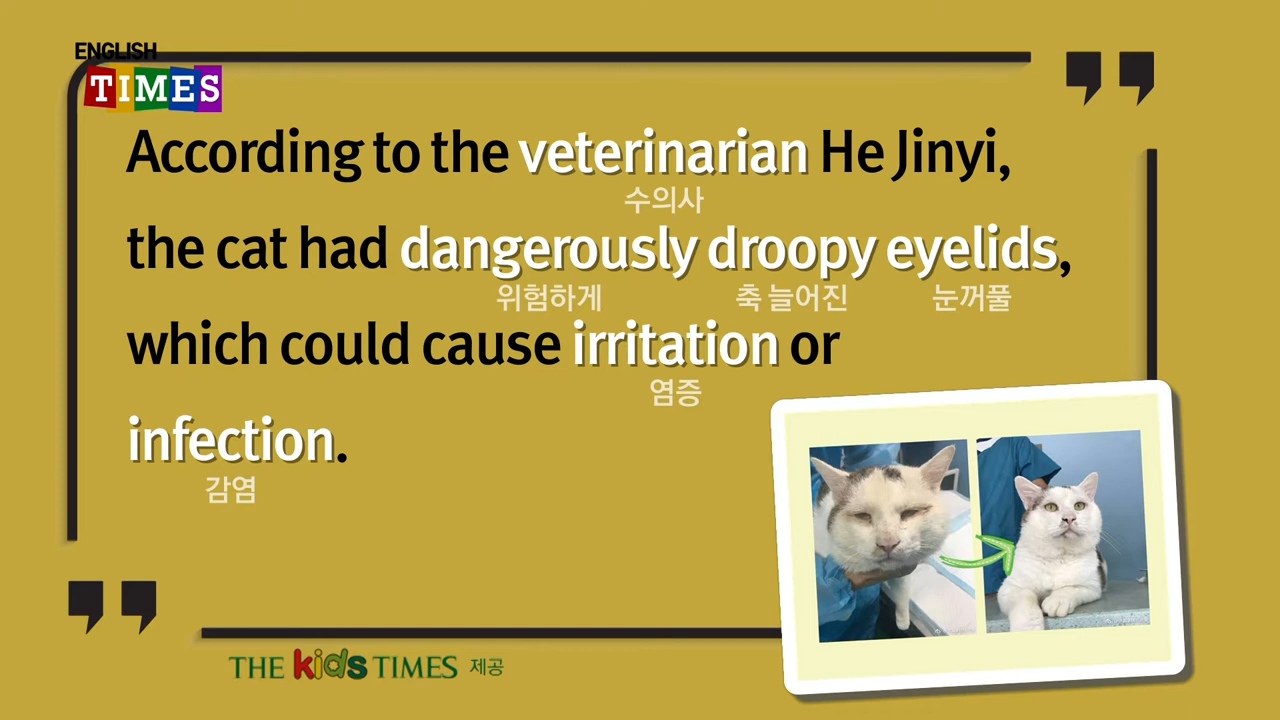 ENGLISH
TIMES
According to the veterinarian He Jinyi,
수의사
the cat had dangerously droopy eyelids,
위험하게 축 늘어진 눈꺼풀
which could cause irritation or
염증
infection.
감염
THE kids TIMES 제공